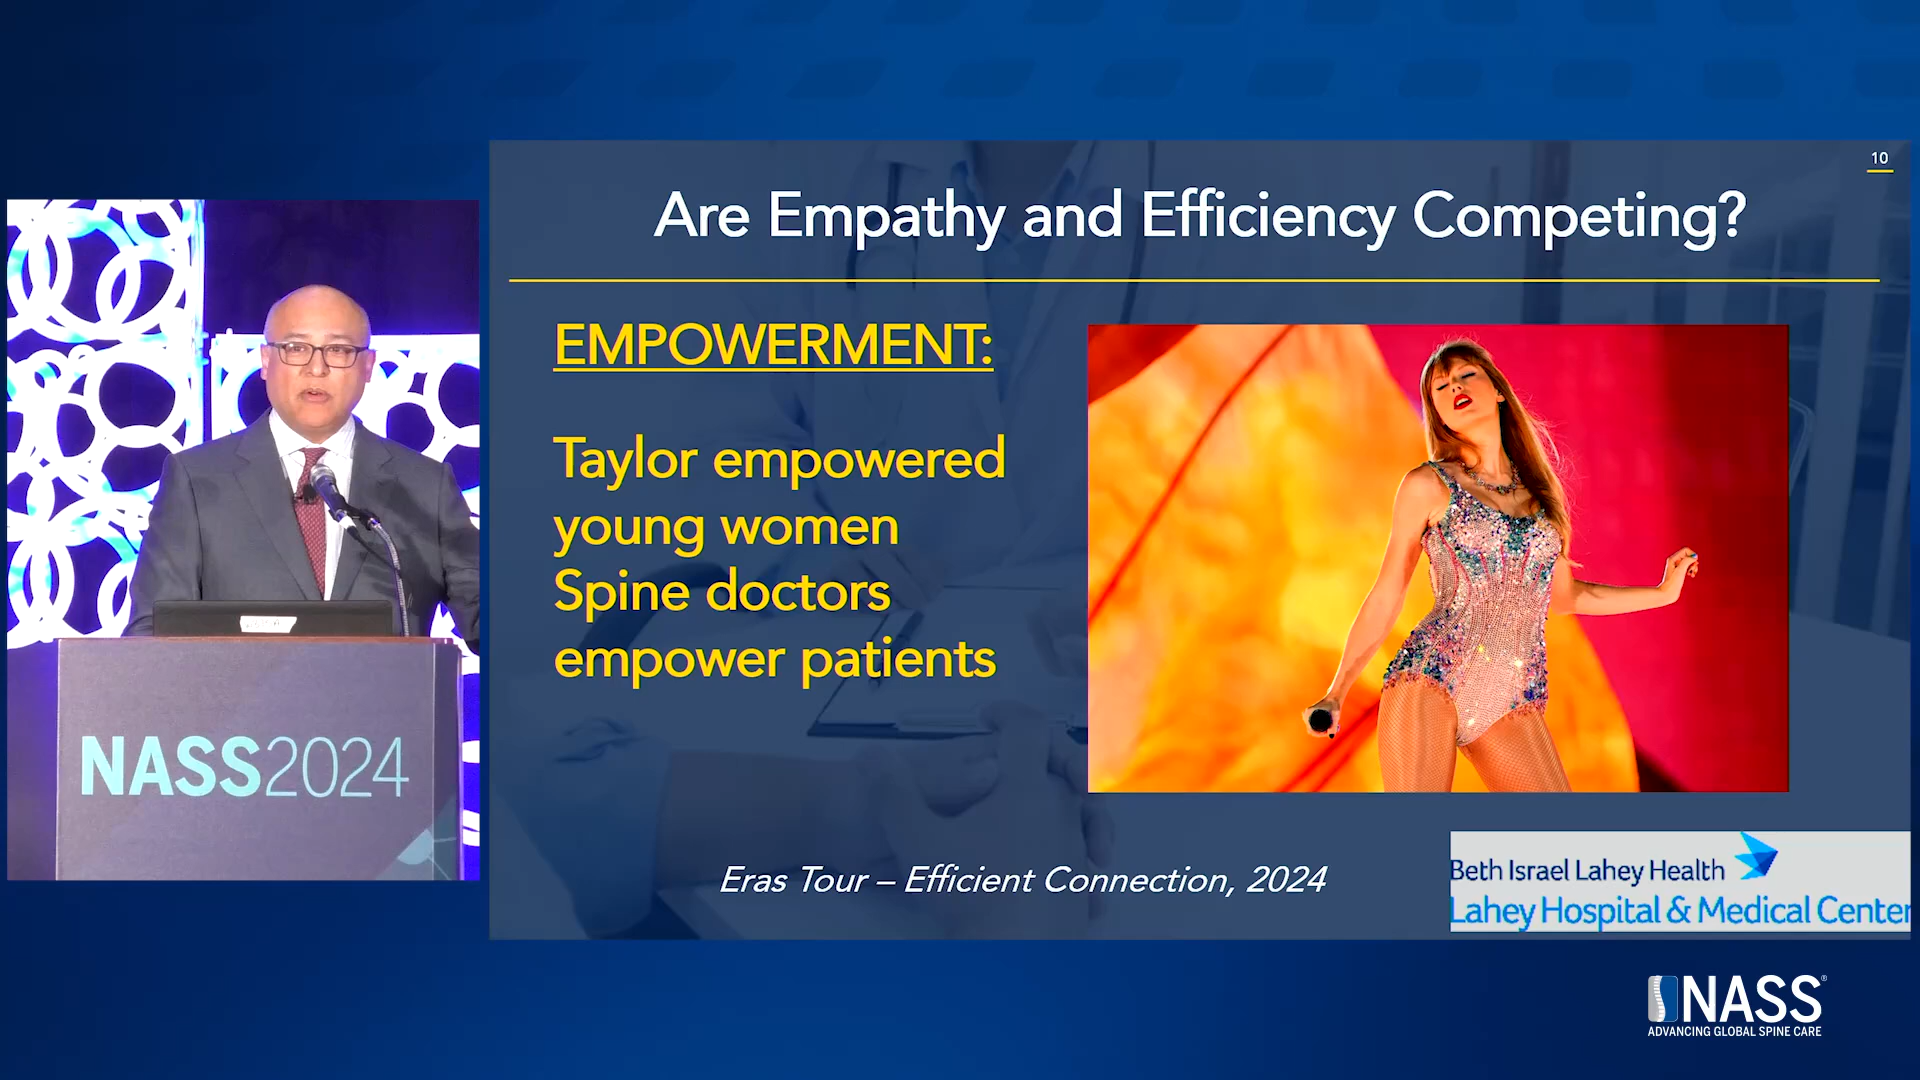 10
Are Empathy and Efficiency Competing?
EMPOWERMENT:
Taylor empowered
young women
Spine doctors
empower patients
Eras Tour – Efficient Connection, 2024
Beth Israel Lahey Health
Lahey Hospital & Medical Center
NASS2024
NASS®
ADVANCING GLOBAL SPINE CARE